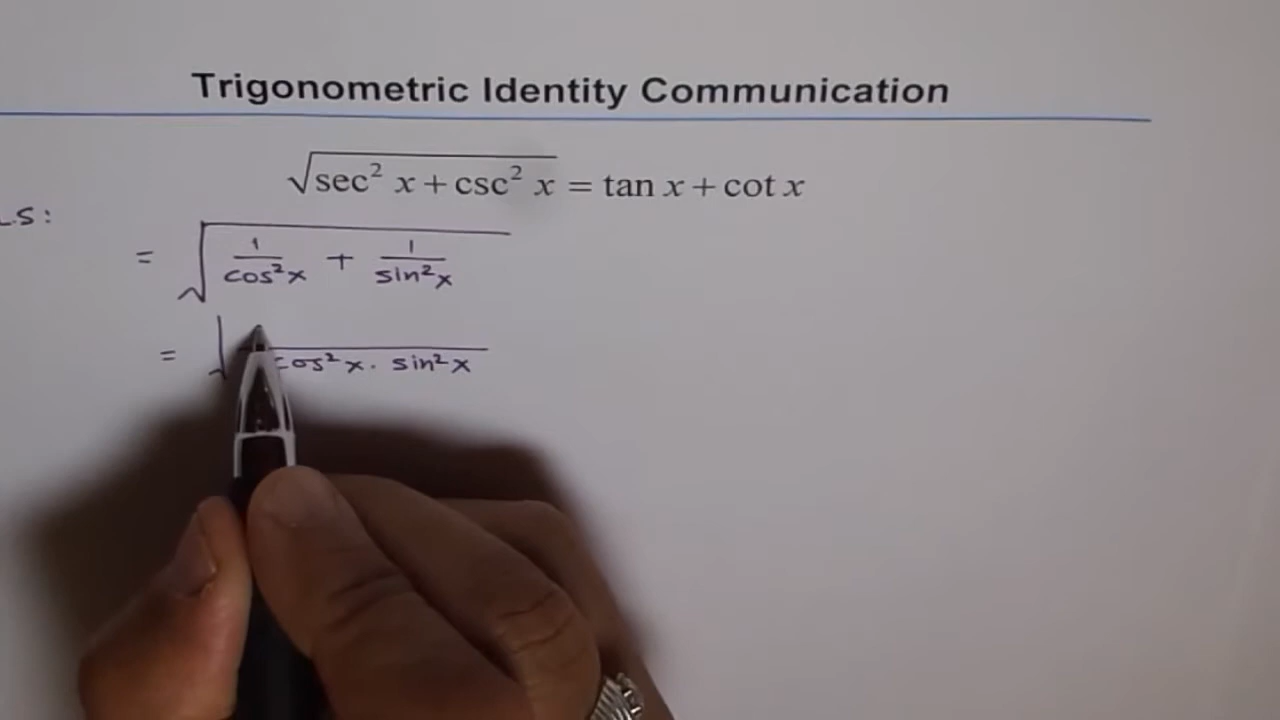 Trigonometric Identity Communication
√(sec² x + csc² x) = tan x + cot x
L.S:
= √(1/cos²x + 1/sin²x)
= √( /cos²x · sin²x